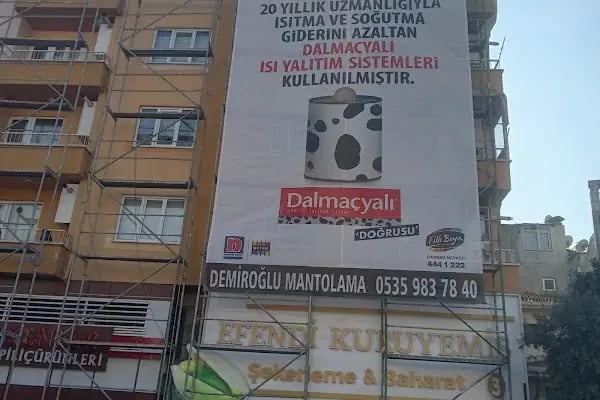 20 YILLIK UZMANLIĞIYLA
ISITMA VE SOĞUTMA
GİDERİNİ AZALTAN
DALMAÇYALI
ISI YALITIM SİSTEMLERİ
KULLANILMIŞTIR.
Dalmaçyalı
'DOĞRUSU'
Filli Boya
444 1 222
DEMİROĞLU MANTOLAMA 0535 983 78 40
EFENDİ KURUYEMİŞ
Şekerleme & Baharat
PİLİÇ ÜRÜNLERİ